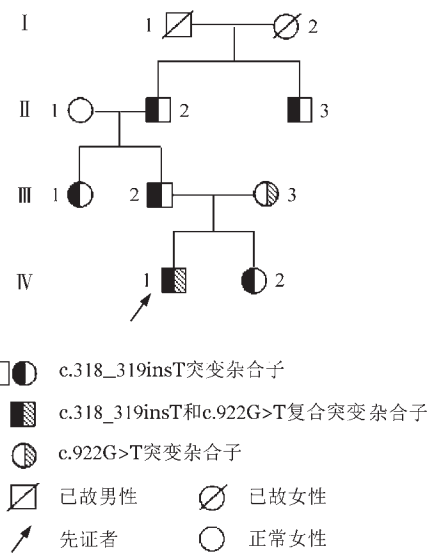 I 1 2
II 1 2 3
III 1 2 3
IV 1 2
c.318_319insT突变杂合子
c.318_319insT和c.922G>T复合突变杂合子
c.922G>T突变杂合子
已故男性 已故女性
先证者 正常女性